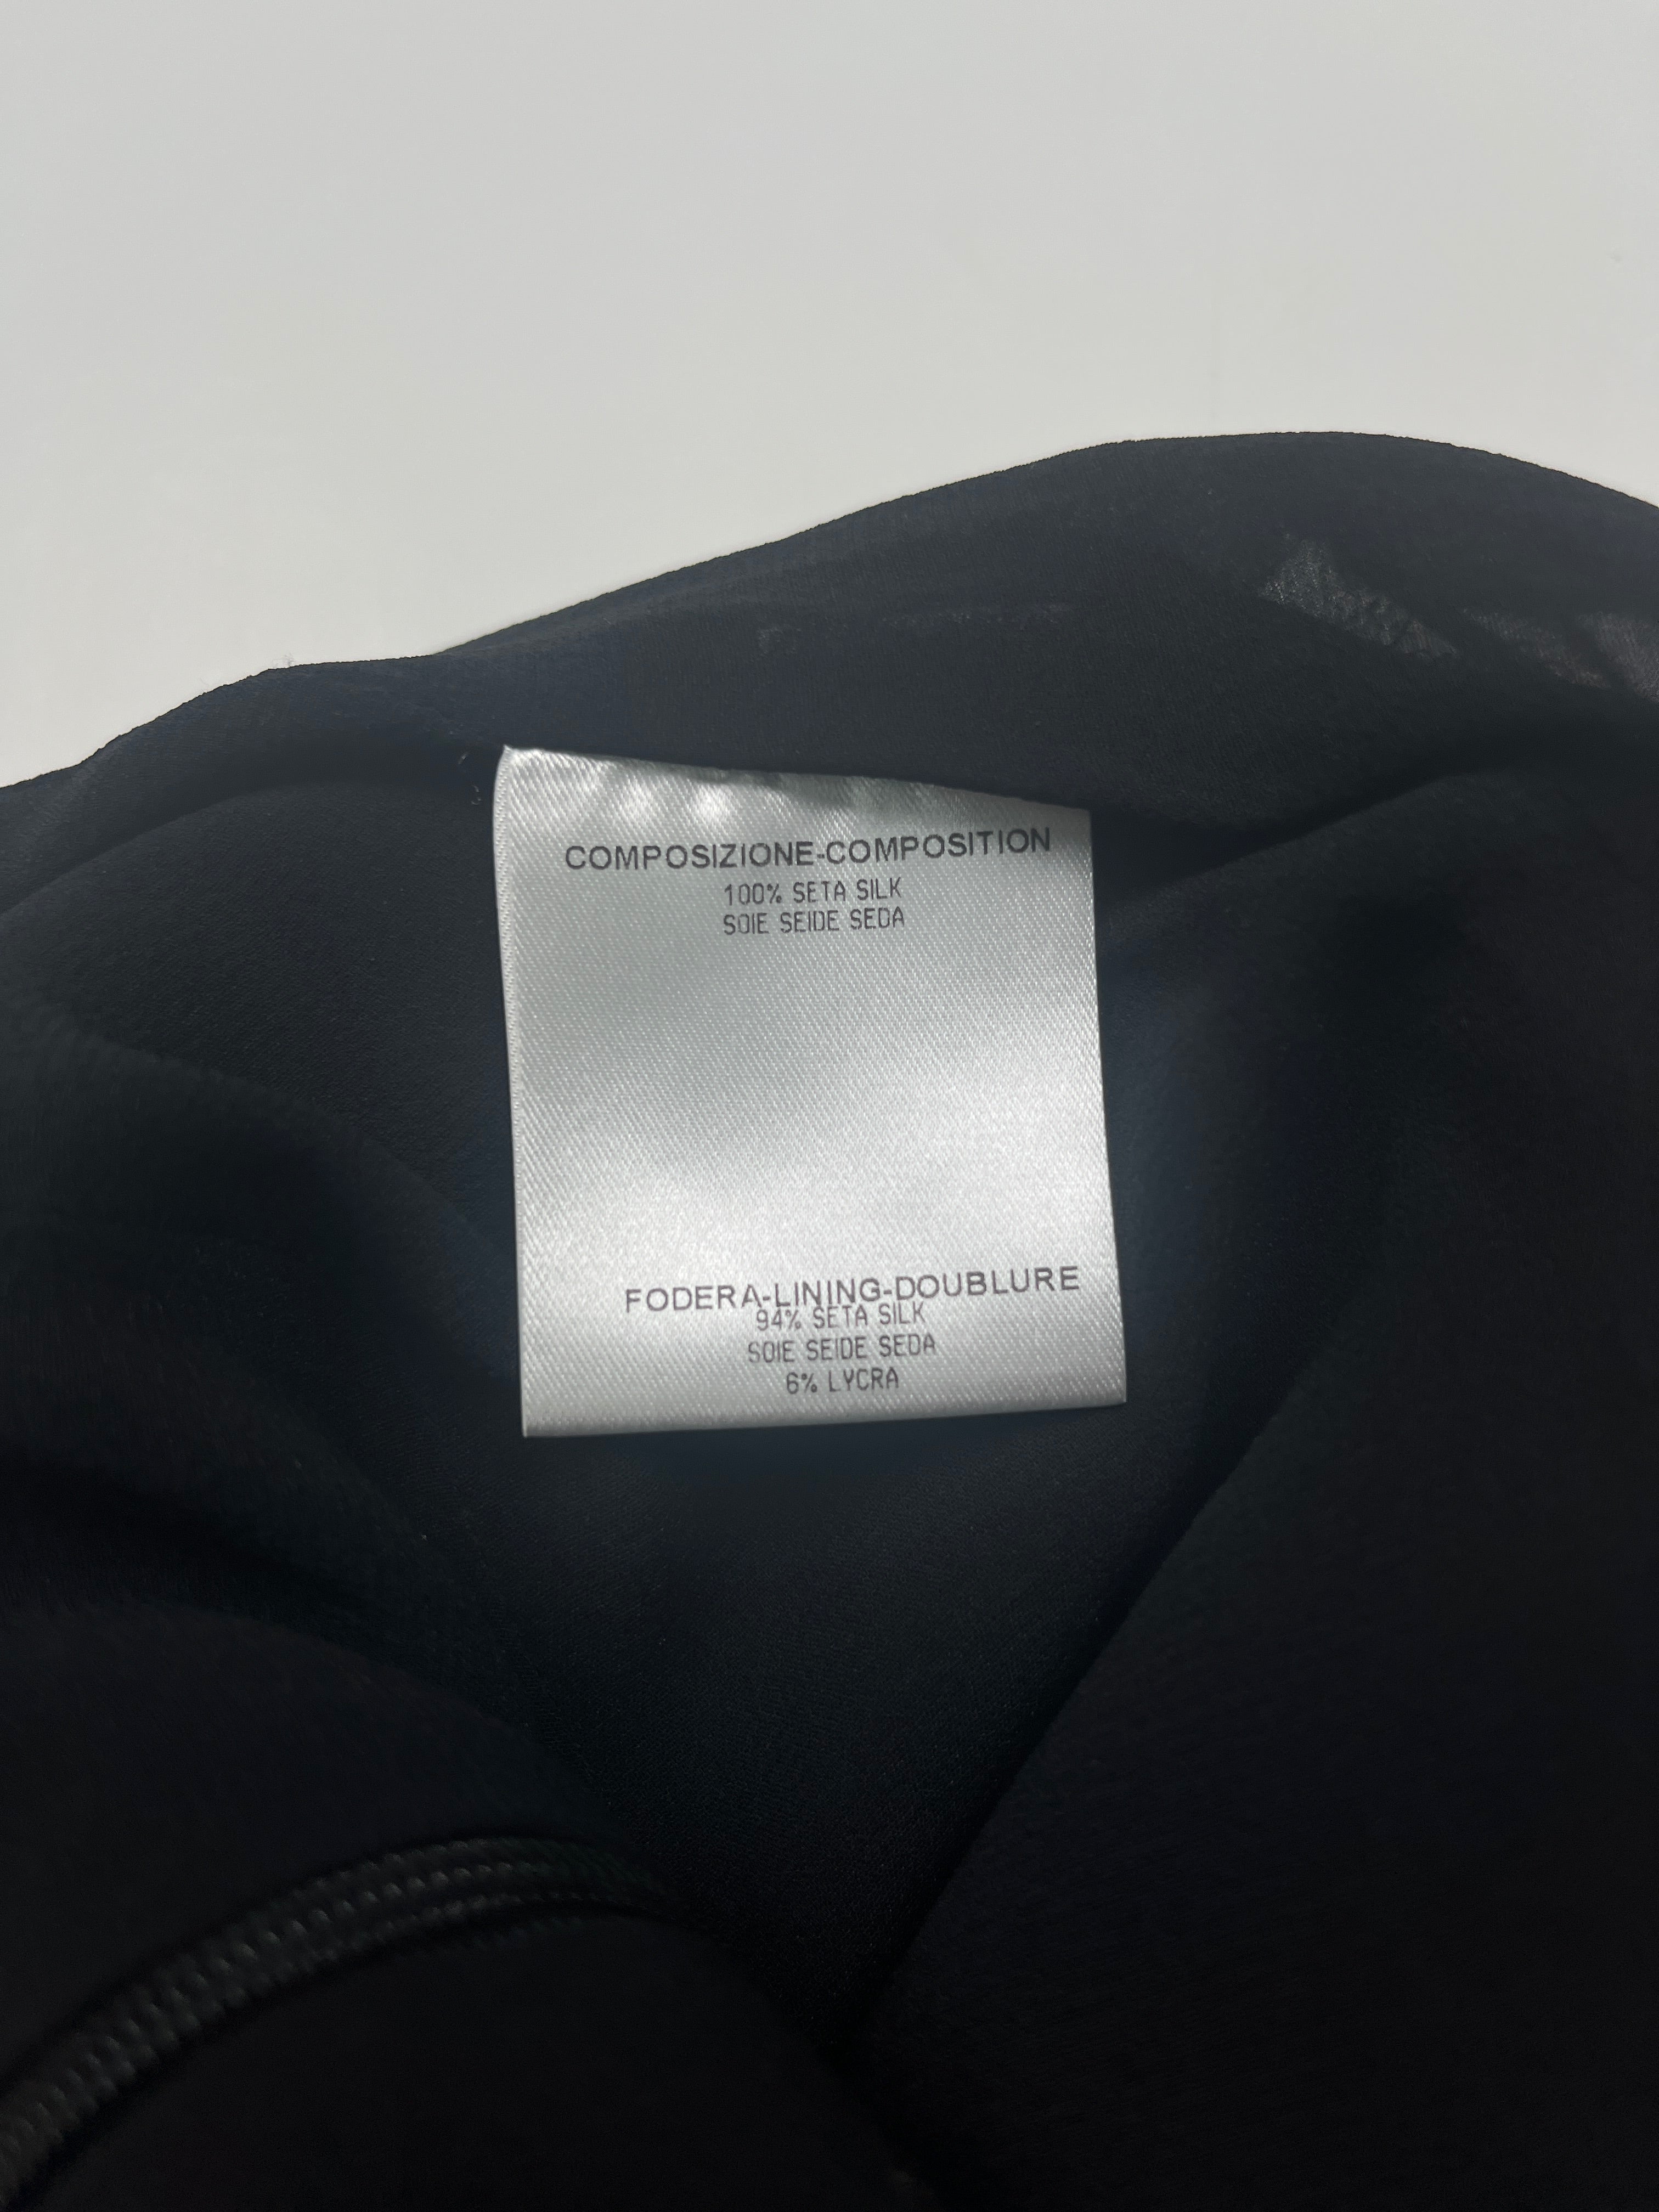 COMPOSIZIONE-COMPOSITION
100% SETA SILK
SOIE SEIDE SEDA
FODERA-LINING-DOUBLURE
94% SETA SILK
SOIE SEIDE SEDA
6% LYCRA